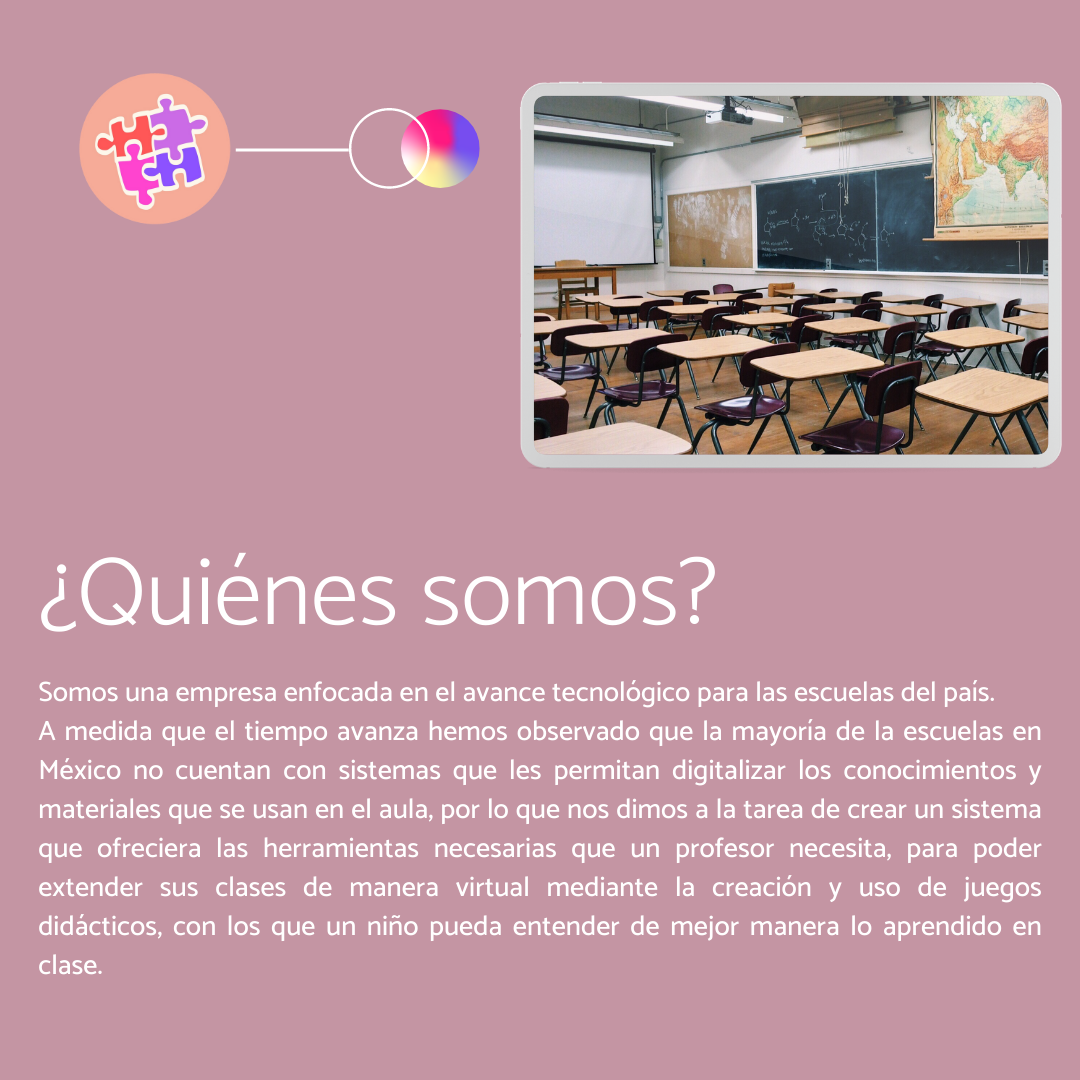 ¿Quiénes somos?
Somos una empresa enfocada en el avance tecnológico para las escuelas del país.
A medida que el tiempo avanza hemos observado que la mayoría de la escuelas en
México no cuentan con sistemas que les permitan digitalizar los conocimientos y
materiales que se usan en el aula, por lo que nos dimos a la tarea de crear un sistema
que ofreciera las herramientas necesarias que un profesor necesita, para poder
extender sus clases de manera virtual mediante la creación y uso de juegos
didácticos, con los que un niño pueda entender de mejor manera lo aprendido en
clase.